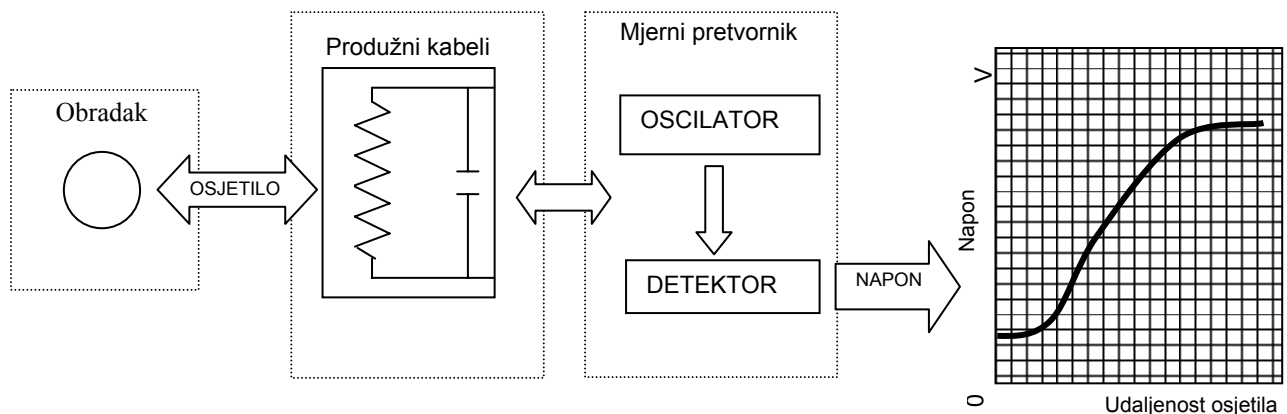 Obradak
OSJETILO
Produžni kabeli
Mjerni pretvornik
OSCILATOR
DETEKTOR
NAPON
V
Napon
0
Udaljenost osjetila